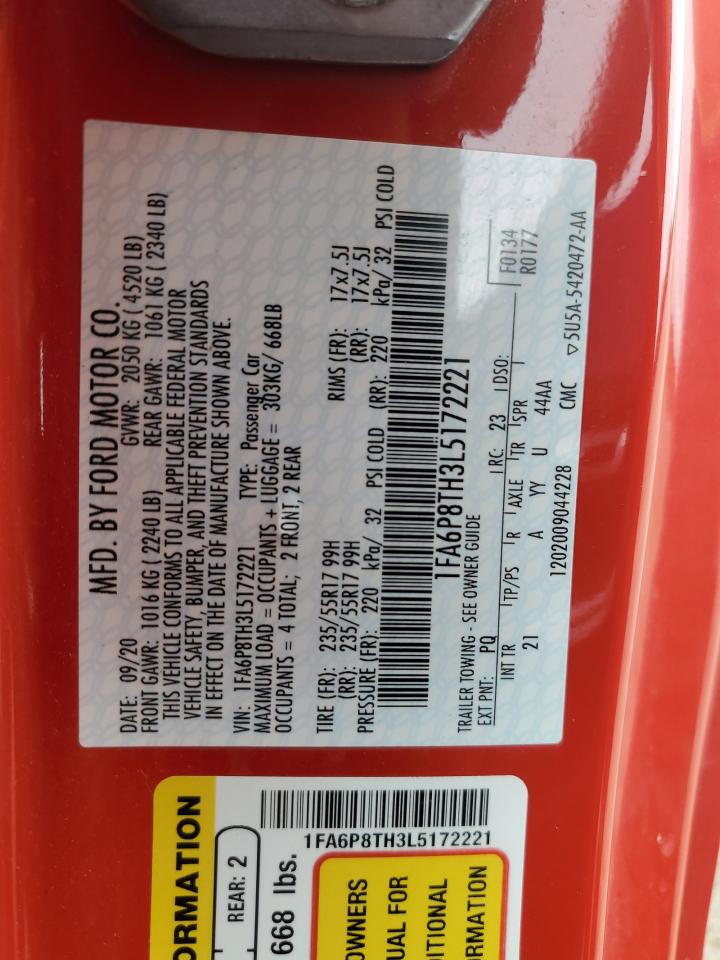 MFD. BY FORD MOTOR CO.
DATE: 09/20 GVWR: 2050 KG ( 4520 LB)
FRONT GAWR: 1016 KG ( 2240 LB) REAR GAWR: 1061 KG ( 2340 LB)
THIS VEHICLE CONFORMS TO ALL APPLICABLE FEDERAL MOTOR
VEHICLE SAFETY, BUMPER, AND THEFT PREVENTION STANDARDS
IN EFFECT ON THE DATE OF MANUFACTURE SHOWN ABOVE.
VIN: 1FA6P8TH3L5172221 TYPE: Passenger Car
MAXIMUM LOAD = OCCUPANTS + LUGGAGE = 303KG/ 668LB
OCCUPANTS = 4 TOTAL; 2 FRONT, 2 REAR
TIRE (FR): 235/55R17 99H RIMS (FR): 17x7.5J
(RR): 235/55R17 99H (RR): 17x7.5J
PRESSURE (FR): 220 kPa/ 32 PSI COLD (RR): 220 kPa/ 32 PSI COLD
1FA6P8TH3L5172221
TRAILER TOWING - SEE OWNER GUIDE
EXT PNT: PQ RC: 23 DSO: F0134
R0177
INT TR TP/PS R AXLE TR SPR
21 A YY U 44AA
1202009044228 CMC ▽5U5A-5420472-AA
ORMATION
REAR: 2
668 lbs.
1FA6P8TH3L5172221
OWNERS
UAL FOR
ITIONAL
RMATION